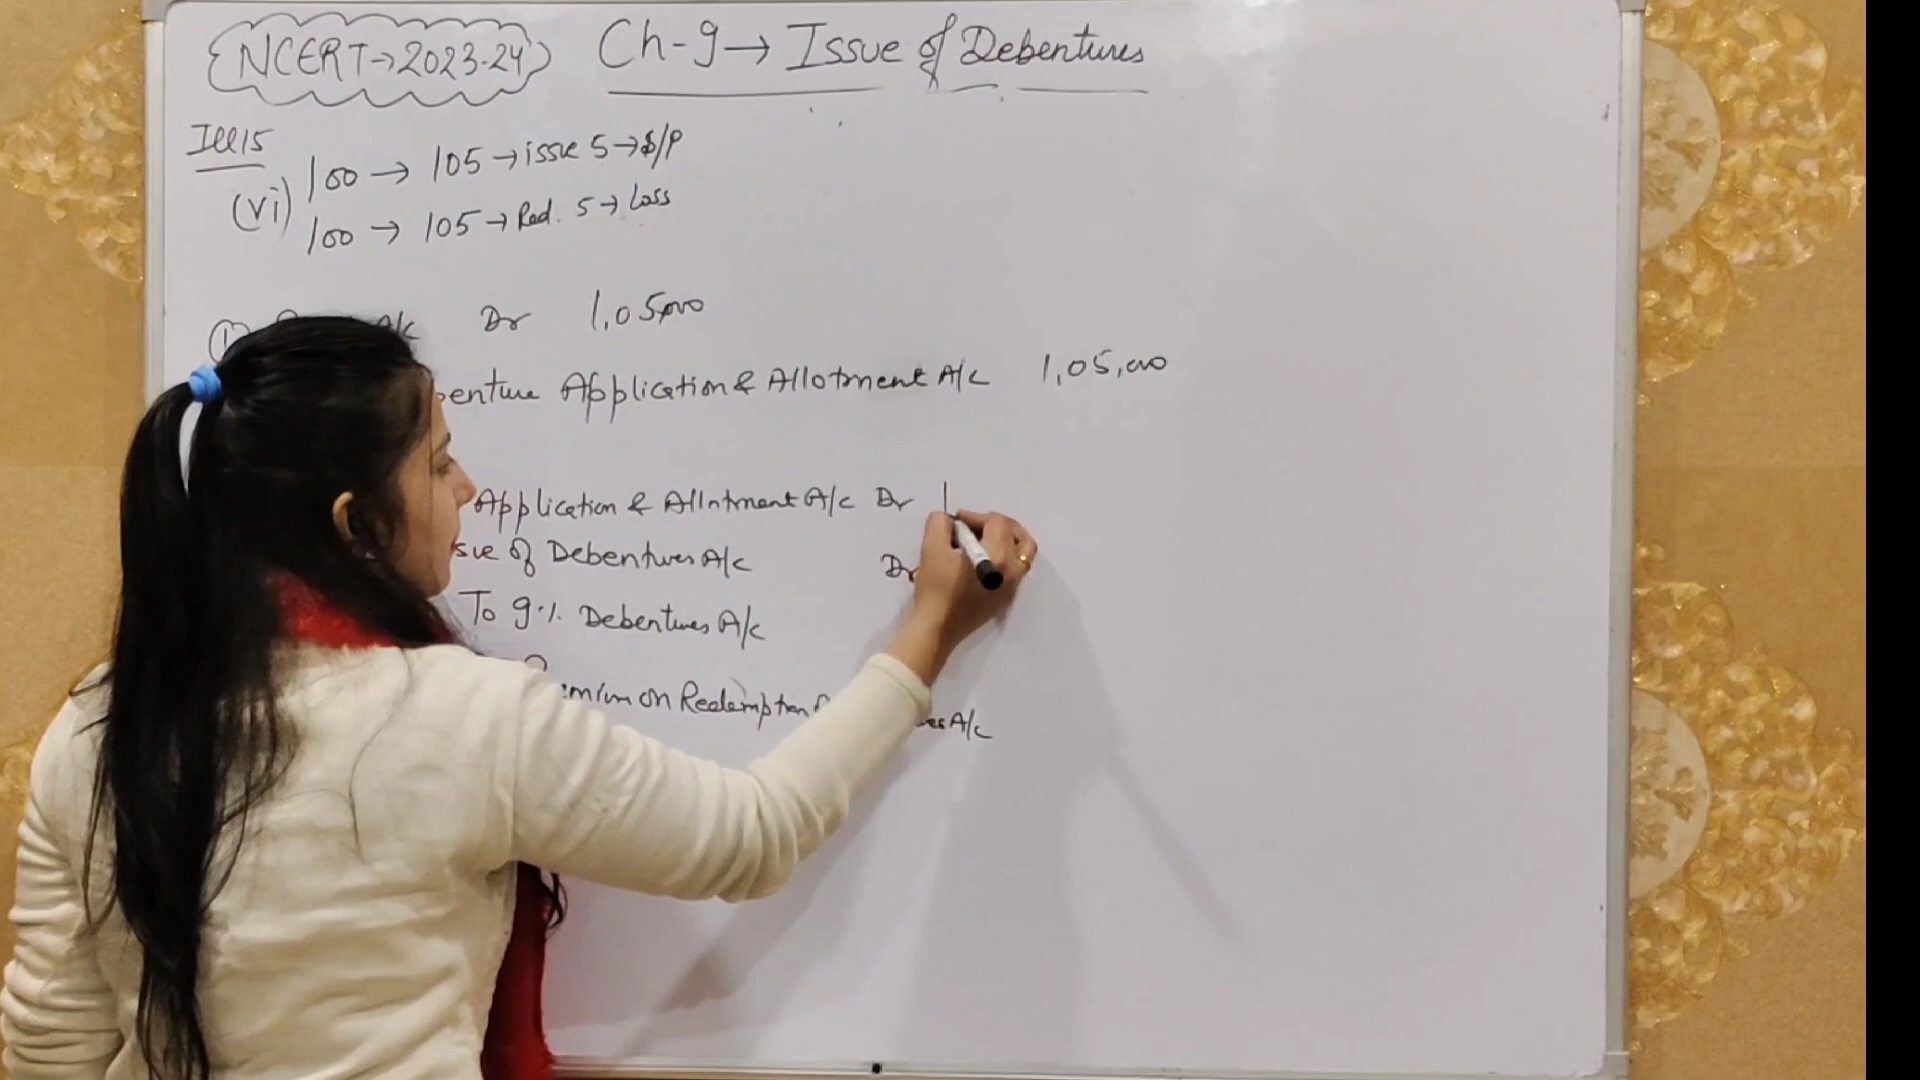 NCERT→2023-24 Ch-9→ Issue of Debentures
Ill 15
(vi) 100 → 105 → issue 5 → S/P
100 → 105 → Red. 5 → Loss
① A/c Dr 1,05,000
Application & Allotment A/c 1,05,000
Application & Allotment A/c Dr 1
of Debentures A/c Dr
To 9% Debentures A/c
on Redemption A/c